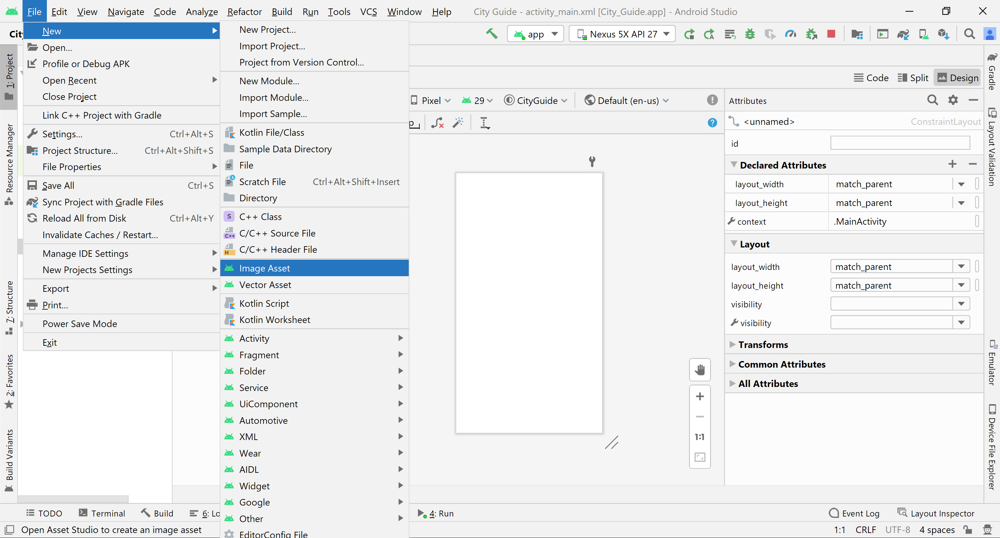 File Edit View Navigate Code Analyze Refactor Build Run Tools VCS Window Help City Guide - activity_main.xml [City_Guide.app] - Android Studio
New
Open...
Profile or Debug APK
Open Recent
Close Project
Link C++ Project with Gradle
Settings... Ctrl+Alt+S
Project Structure... Ctrl+Alt+Shift+S
File Properties
Save All Ctrl+S
Sync Project with Gradle Files
Reload All from Disk Ctrl+Alt+Y
Invalidate Caches / Restart...
Manage IDE Settings
New Projects Settings
Export
Print...
Power Save Mode
Exit
New Project...
Import Project...
Project from Version Control...
New Module...
Import Module...
Import Sample...
Kotlin File/Class
Sample Data Directory
File
Scratch File Ctrl+Alt+Shift+Insert
Directory
S C++ Class
C++ C/C++ Source File
H C/C++ Header File
Image Asset
Vector Asset
Kotlin Script
Kotlin Worksheet
Activity
Fragment
Folder
Service
UiComponent
Automotive
XML
Wear
AIDL
Widget
Google
Other
EditorConfig File
app Nexus 5X API 27
Code Split Design
Pixel 29 CityGuide Default (en-us)
1:1
Attributes
<unnamed> ConstraintLayout
id
Declared Attributes
layout_width match_parent
layout_height match_parent
context .MainActivity
Layout
layout_width match_parent
layout_height match_parent
visibility
visibility
Transforms
Common Attributes
All Attributes
1: Project
Resource Manager
7: Structure
2: Favorites
Build Variants
Gradle
Layout Validation
Emulator
Device File Explorer
TODO Terminal Build 6: Lo 4: Run Event Log Layout Inspector
Open Asset Studio to create an image asset 1:1 CRLF UTF-8 4 spaces